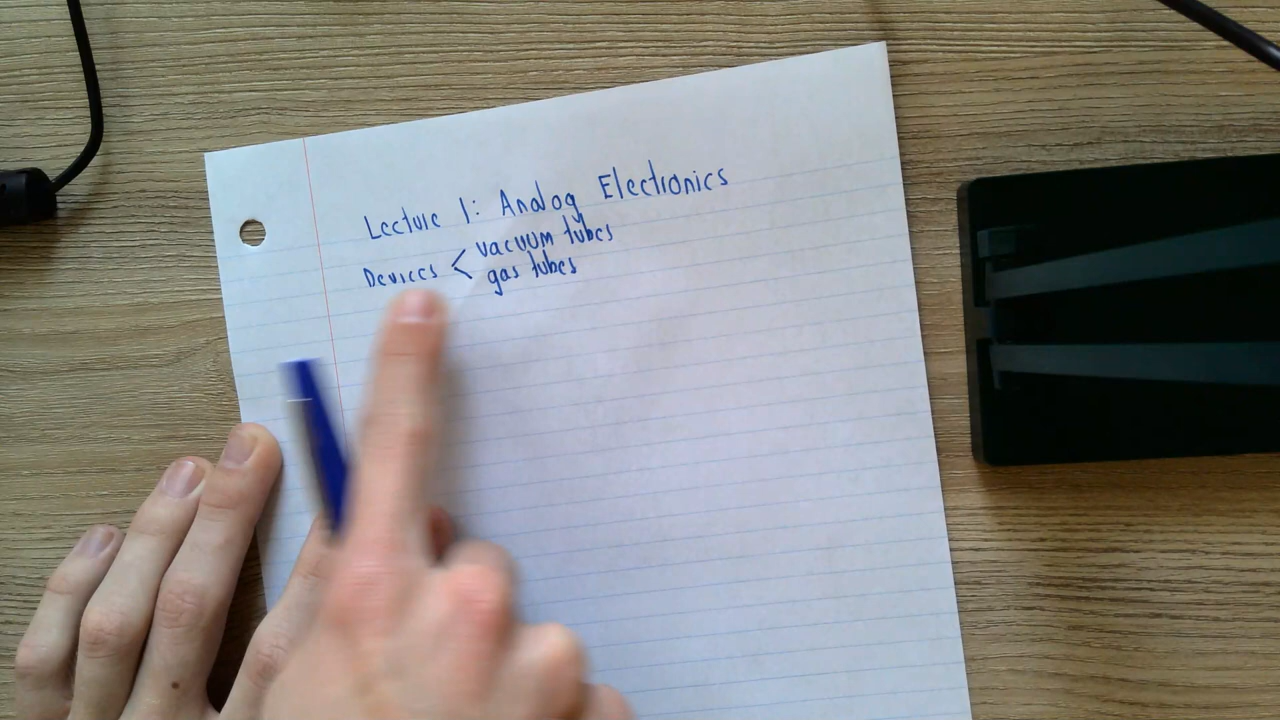 Lecture 1: Analog Electronics
Devices < vacuum tubes
gas tubes